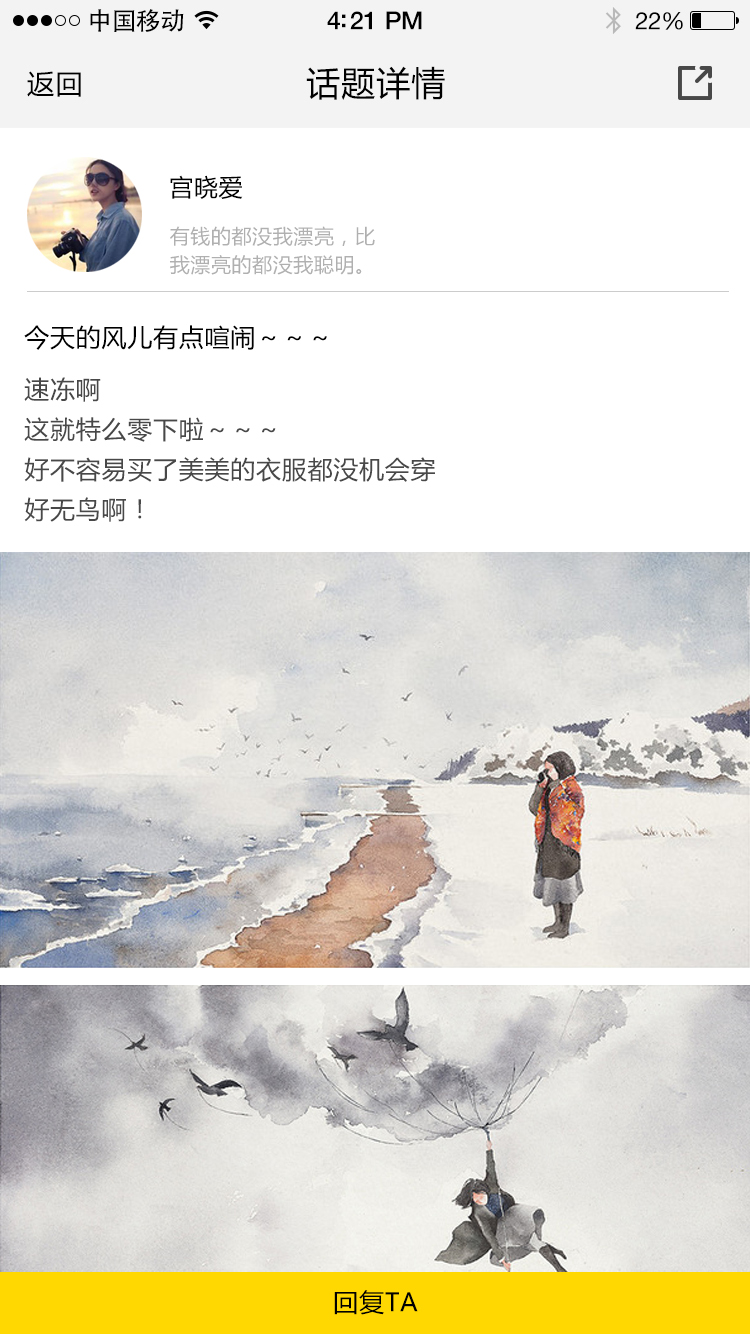 中国移动 4:21 PM 22%
返回 话题详情
宫晓爱
有钱的都没我漂亮，比
我漂亮的都没我聪明。
今天的风儿有点喧闹～～～
速冻啊
这就特么零下啦～～～
好不容易买了美美的衣服都没机会穿
好无鸟啊！
回复TA